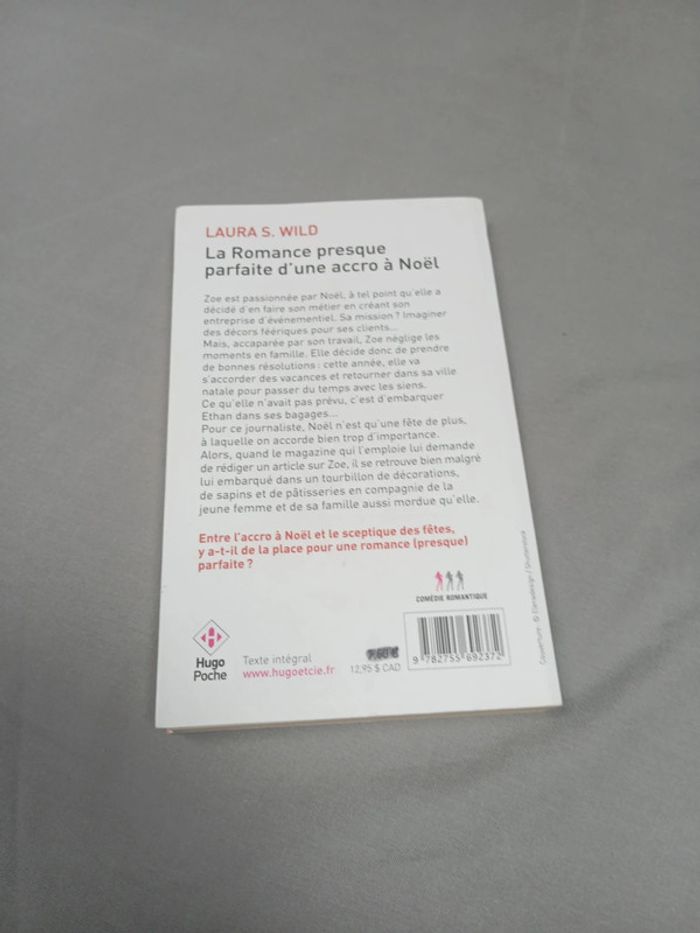 LAURA S. WILD
La Romance presque
parfaite d'une accro à Noël
Zoe est passionnée par Noël, à tel point qu'elle a
décidé d'en faire son métier en créant son
entreprise d'événementiel. Sa mission ? Imaginer
des décors féériques pour ses clients...
Mais, accaparée par son travail, Zoe néglige les
moments en famille. Elle décide donc de prendre
de bonnes résolutions : cette année, elle va
s'accorder des vacances et retourner dans sa ville
natale pour passer du temps avec les siens.
Ce qu'elle n'avait pas prévu, c'est d'embarquer
Ethan dans ses bagages...
Pour ce journaliste, Noël n'est qu'une fête de plus,
à laquelle on accorde bien trop d'importance.
Alors, quand le magazine qui l'emploie lui demande
de rédiger un article sur Zoe, il se retrouve bien malgré
lui embarqué dans un tourbillon de décorations,
de sapins et de pâtisseries en compagnie de la
jeune femme et de sa famille aussi mordue qu'elle.
Entre l'accro à Noël et le sceptique des fêtes,
y a-t-il de la place pour une romance (presque)
parfaite ?
COMÉDIE ROMANTIQUE
Hugo
Poche
Texte intégral
www.hugoetcie.fr
12,95 $ CAD
9 782755 692372
Couverture : © / Shutterstock